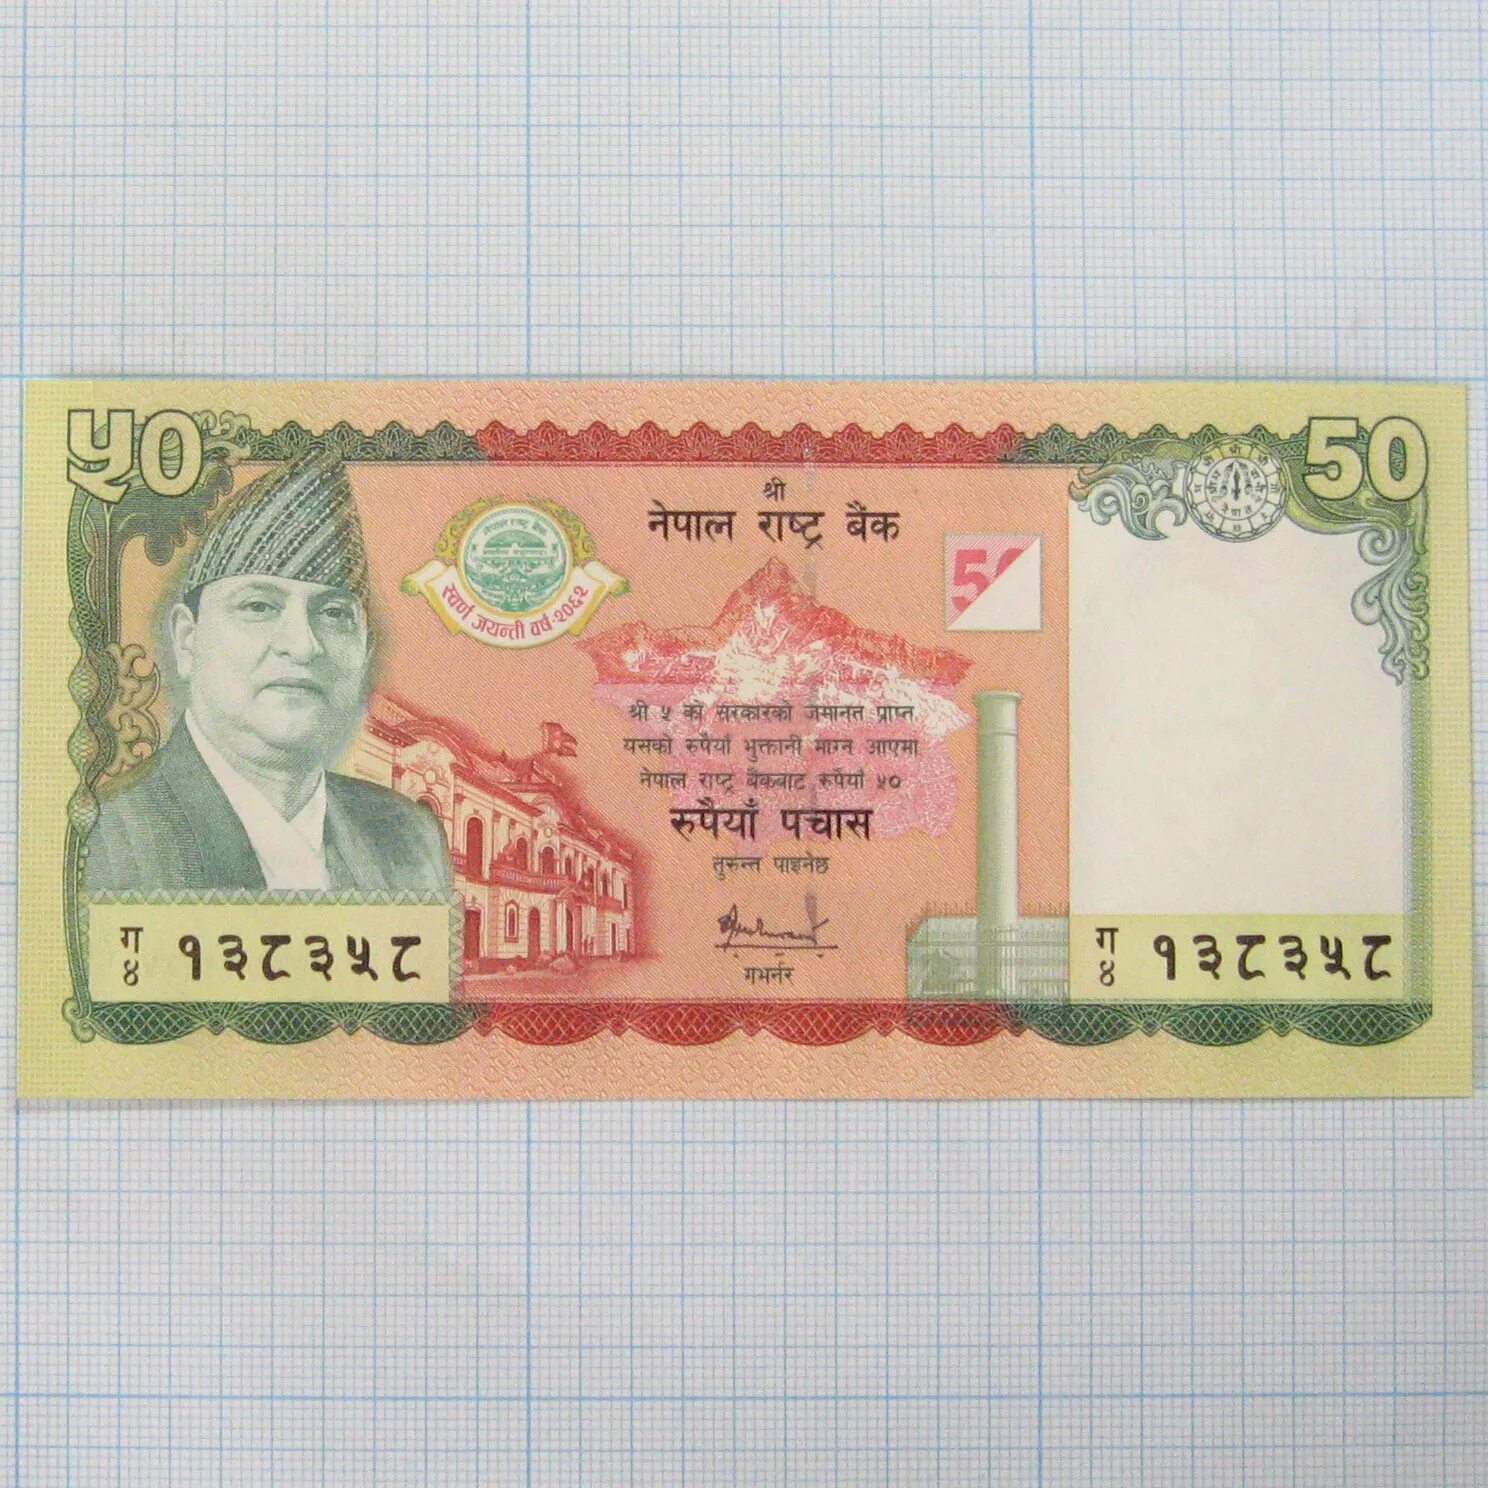 ५०
50
श्री
नेपाल राष्ट्र बैंक
नेपाल राष्ट्र बैंक
स्वर्ण जयन्ती वर्ष-२०६२
50
श्री ५ को सरकारको जमानत प्राप्त
यसको रुपैयाँ भुक्तानी माग्न आएमा
नेपाल राष्ट्र बैंकबाट रुपैयाँ ५०
रुपैयाँ पचास
तुरुन्त पाइनेछ
गभर्नर
ग
४ १३८३५८
ग
४ १३८३५८